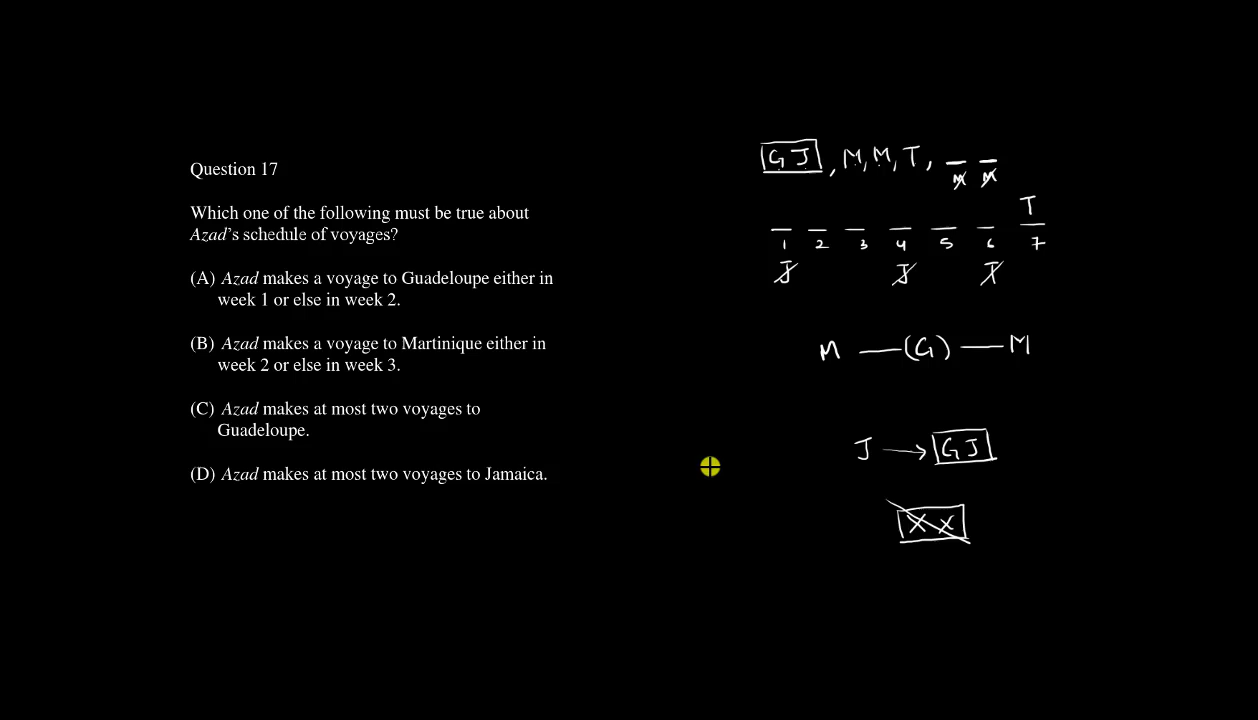 Question 17
Which one of the following must be true about
Azad's schedule of voyages?
(A) Azad makes a voyage to Guadeloupe either in
week 1 or else in week 2.
(B) Azad makes a voyage to Martinique either in
week 2 or else in week 3.
(C) Azad makes at most two voyages to
Guadeloupe.
(D) Azad makes at most two voyages to Jamaica.
G J, M, M, T, _ _
M M
T
1 2 3 4 5 6 7
J J T
M — (G) — M
J → G J
X X